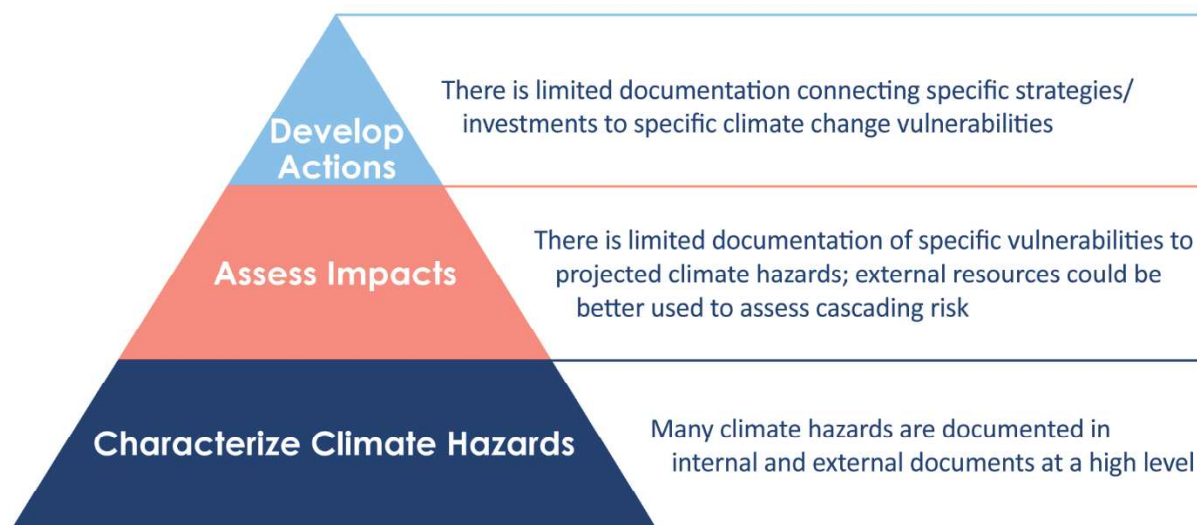 There is limited documentation connecting specific strategies/
investments to specific climate change vulnerabilities
Develop
Actions
There is limited documentation of specific vulnerabilities to
projected climate hazards; external resources could be
better used to assess cascading risk
Assess Impacts
Many climate hazards are documented in
internal and external documents at a high level
Characterize Climate Hazards